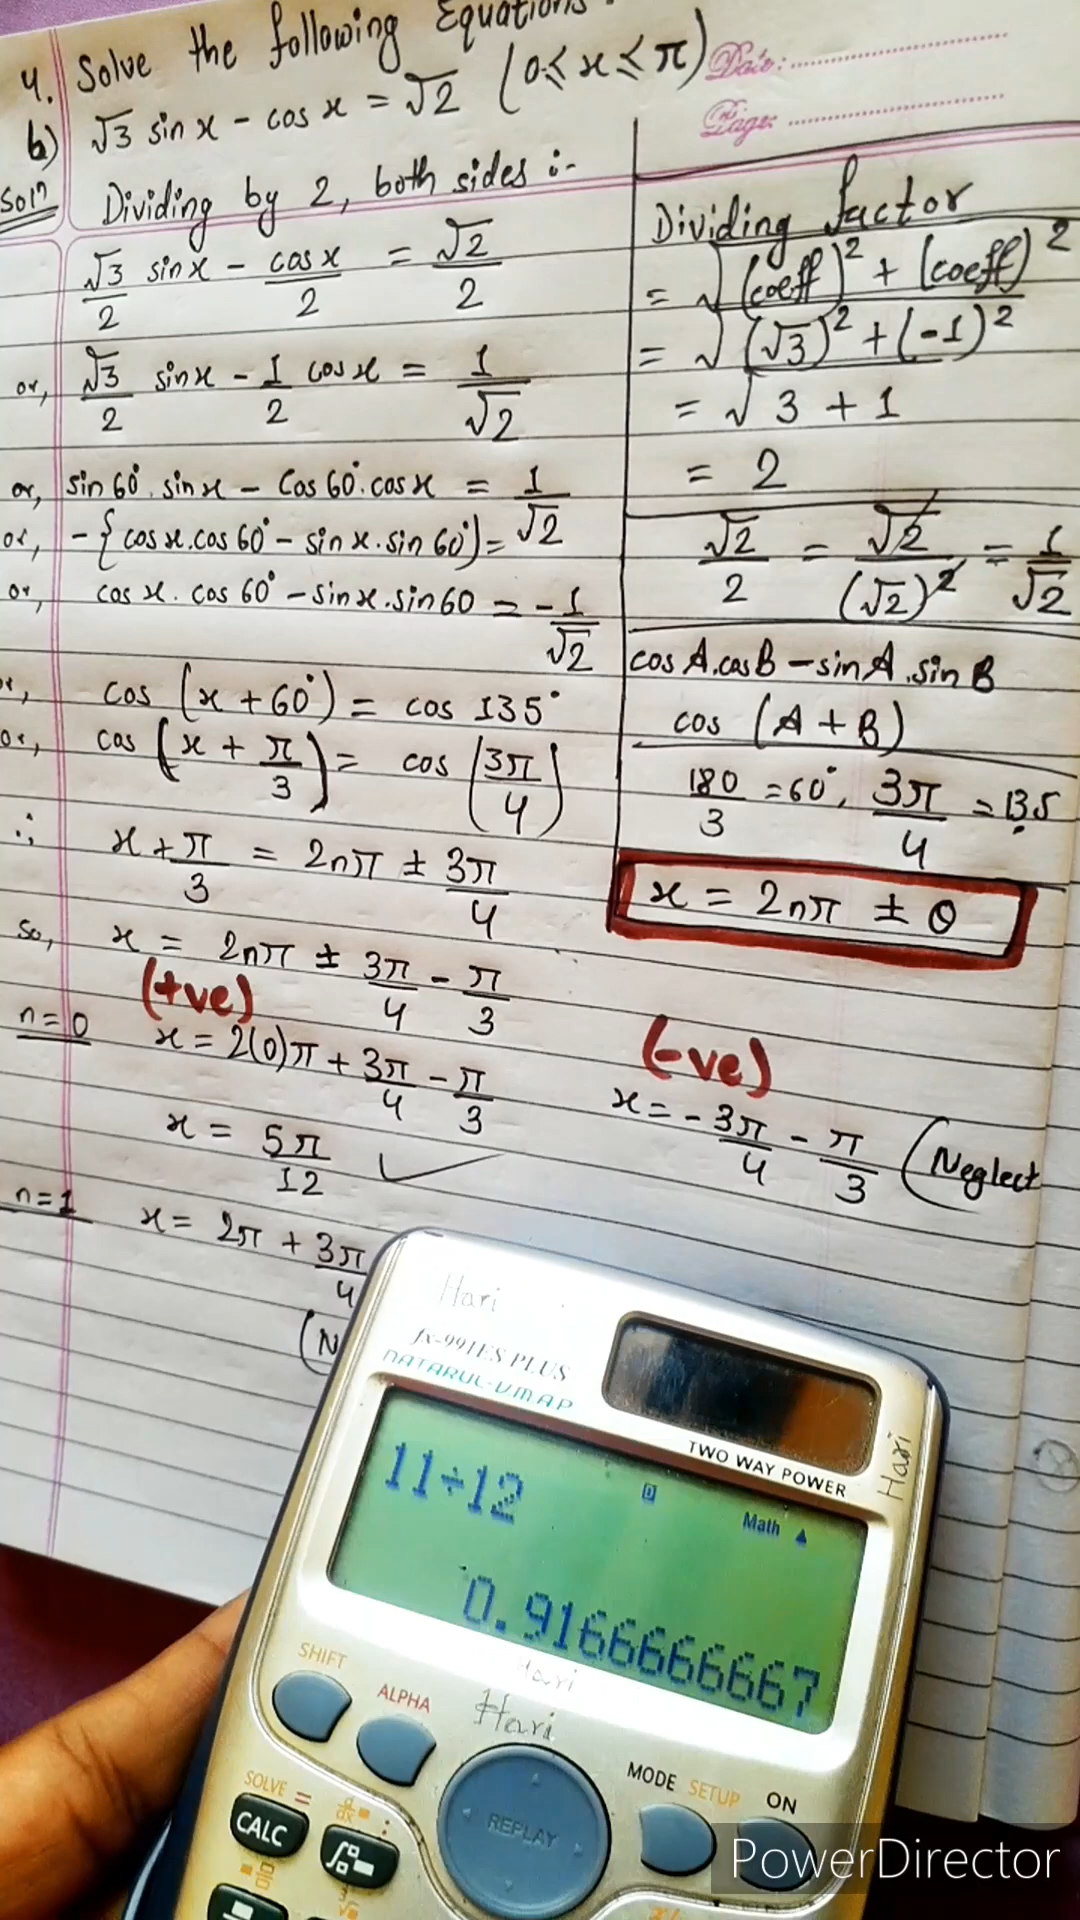 4. Solve the following Equations:
b) √3 sin x - cos x = √2 (0 ≤ x ≤ π)
Date:
Page:
Solⁿ Dividing by 2, both sides :-
√3/2 sin x - cos x/2 = √2/2
or, √3/2 sin x - 1/2 cos x = 1/√2
or, sin 60°. sin x - Cos 60°. cos x = 1/√2
or, - {cos x. cos 60° - sin x. sin 60°} = 1/√2
or, cos x. cos 60° - sin x. sin 60 = -1/√2
or, cos (x + 60°) = cos 135°
or, cos (x + π/3) = cos (3π/4)
∴ x + π/3 = 2nπ ± 3π/4
So, x = 2nπ ± 3π/4 - π/3
(+ve)
n=0 x = 2(0)π + 3π/4 - π/3
x = 5π/12 ✓
n=1 x = 2π + 3π/4
(N
Dividing factor
= √(coeff)² + (coeff)²
= √(√3)² + (-1)²
= √3 + 1
= 2
√2/2 = √2/(√2)² = 1/√2
cos A. cos B - sin A. sin B
cos (A + B)
180/3 = 60°, 3π/4 = 135
x = 2nπ ± θ
(-ve)
x = - 3π/4 - π/3 (Neglect
Hari
fx-991ES PLUS
NATARUL-V.M.A.P
TWO WAY POWER
Hari
11÷12
D
Math ▲
0.9166666667
Hari
Hari
SHIFT
ALPHA
REPLAY
MODE SETUP ON
SOLVE = d/dx :
CALC
PowerDirector